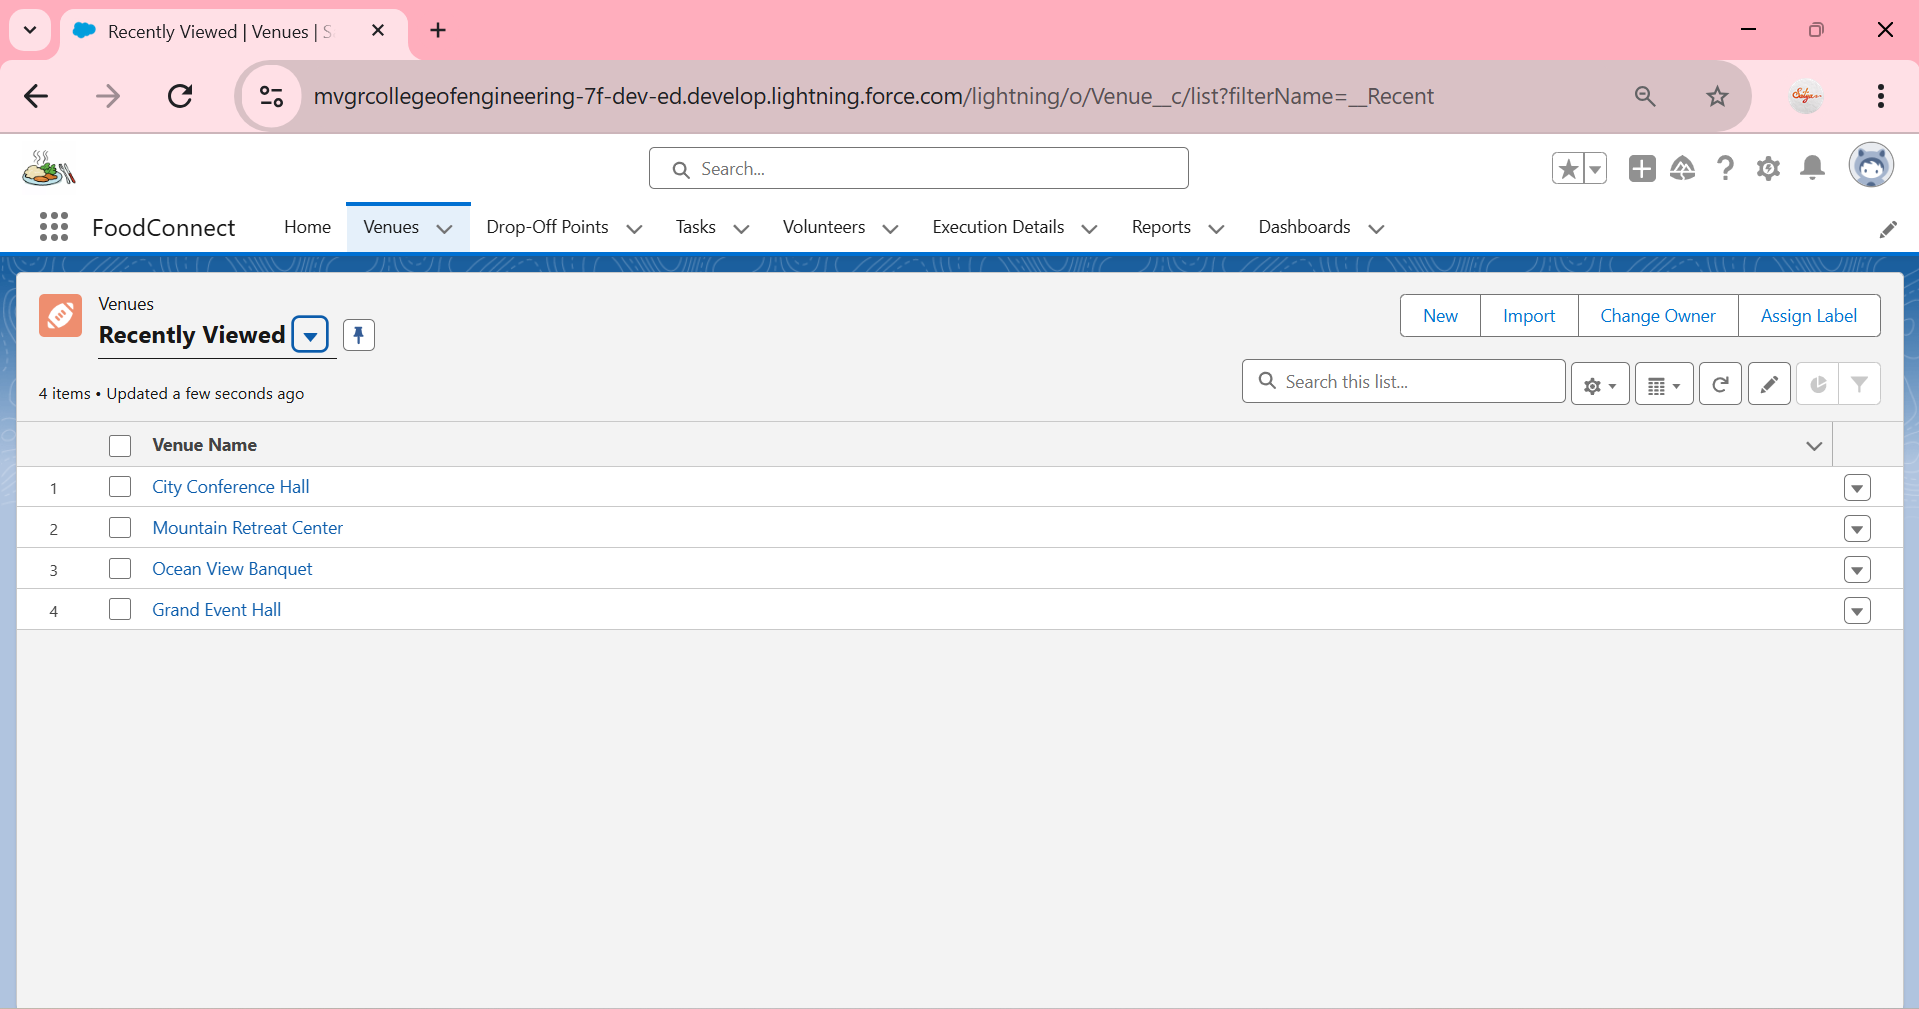 Recently Viewed | Venues | S
mvgrcollegeofengineering-7f-dev-ed.develop.lightning.force.com/lightning/o/Venue__c/list?filterName=__Recent
Search...
FoodConnect Home Venues Drop-Off Points Tasks Volunteers Execution Details Reports Dashboards
Venues
Recently Viewed
New Import Change Owner Assign Label
4 items • Updated a few seconds ago
Search this list...
Venue Name
1 City Conference Hall
2 Mountain Retreat Center
3 Ocean View Banquet
4 Grand Event Hall